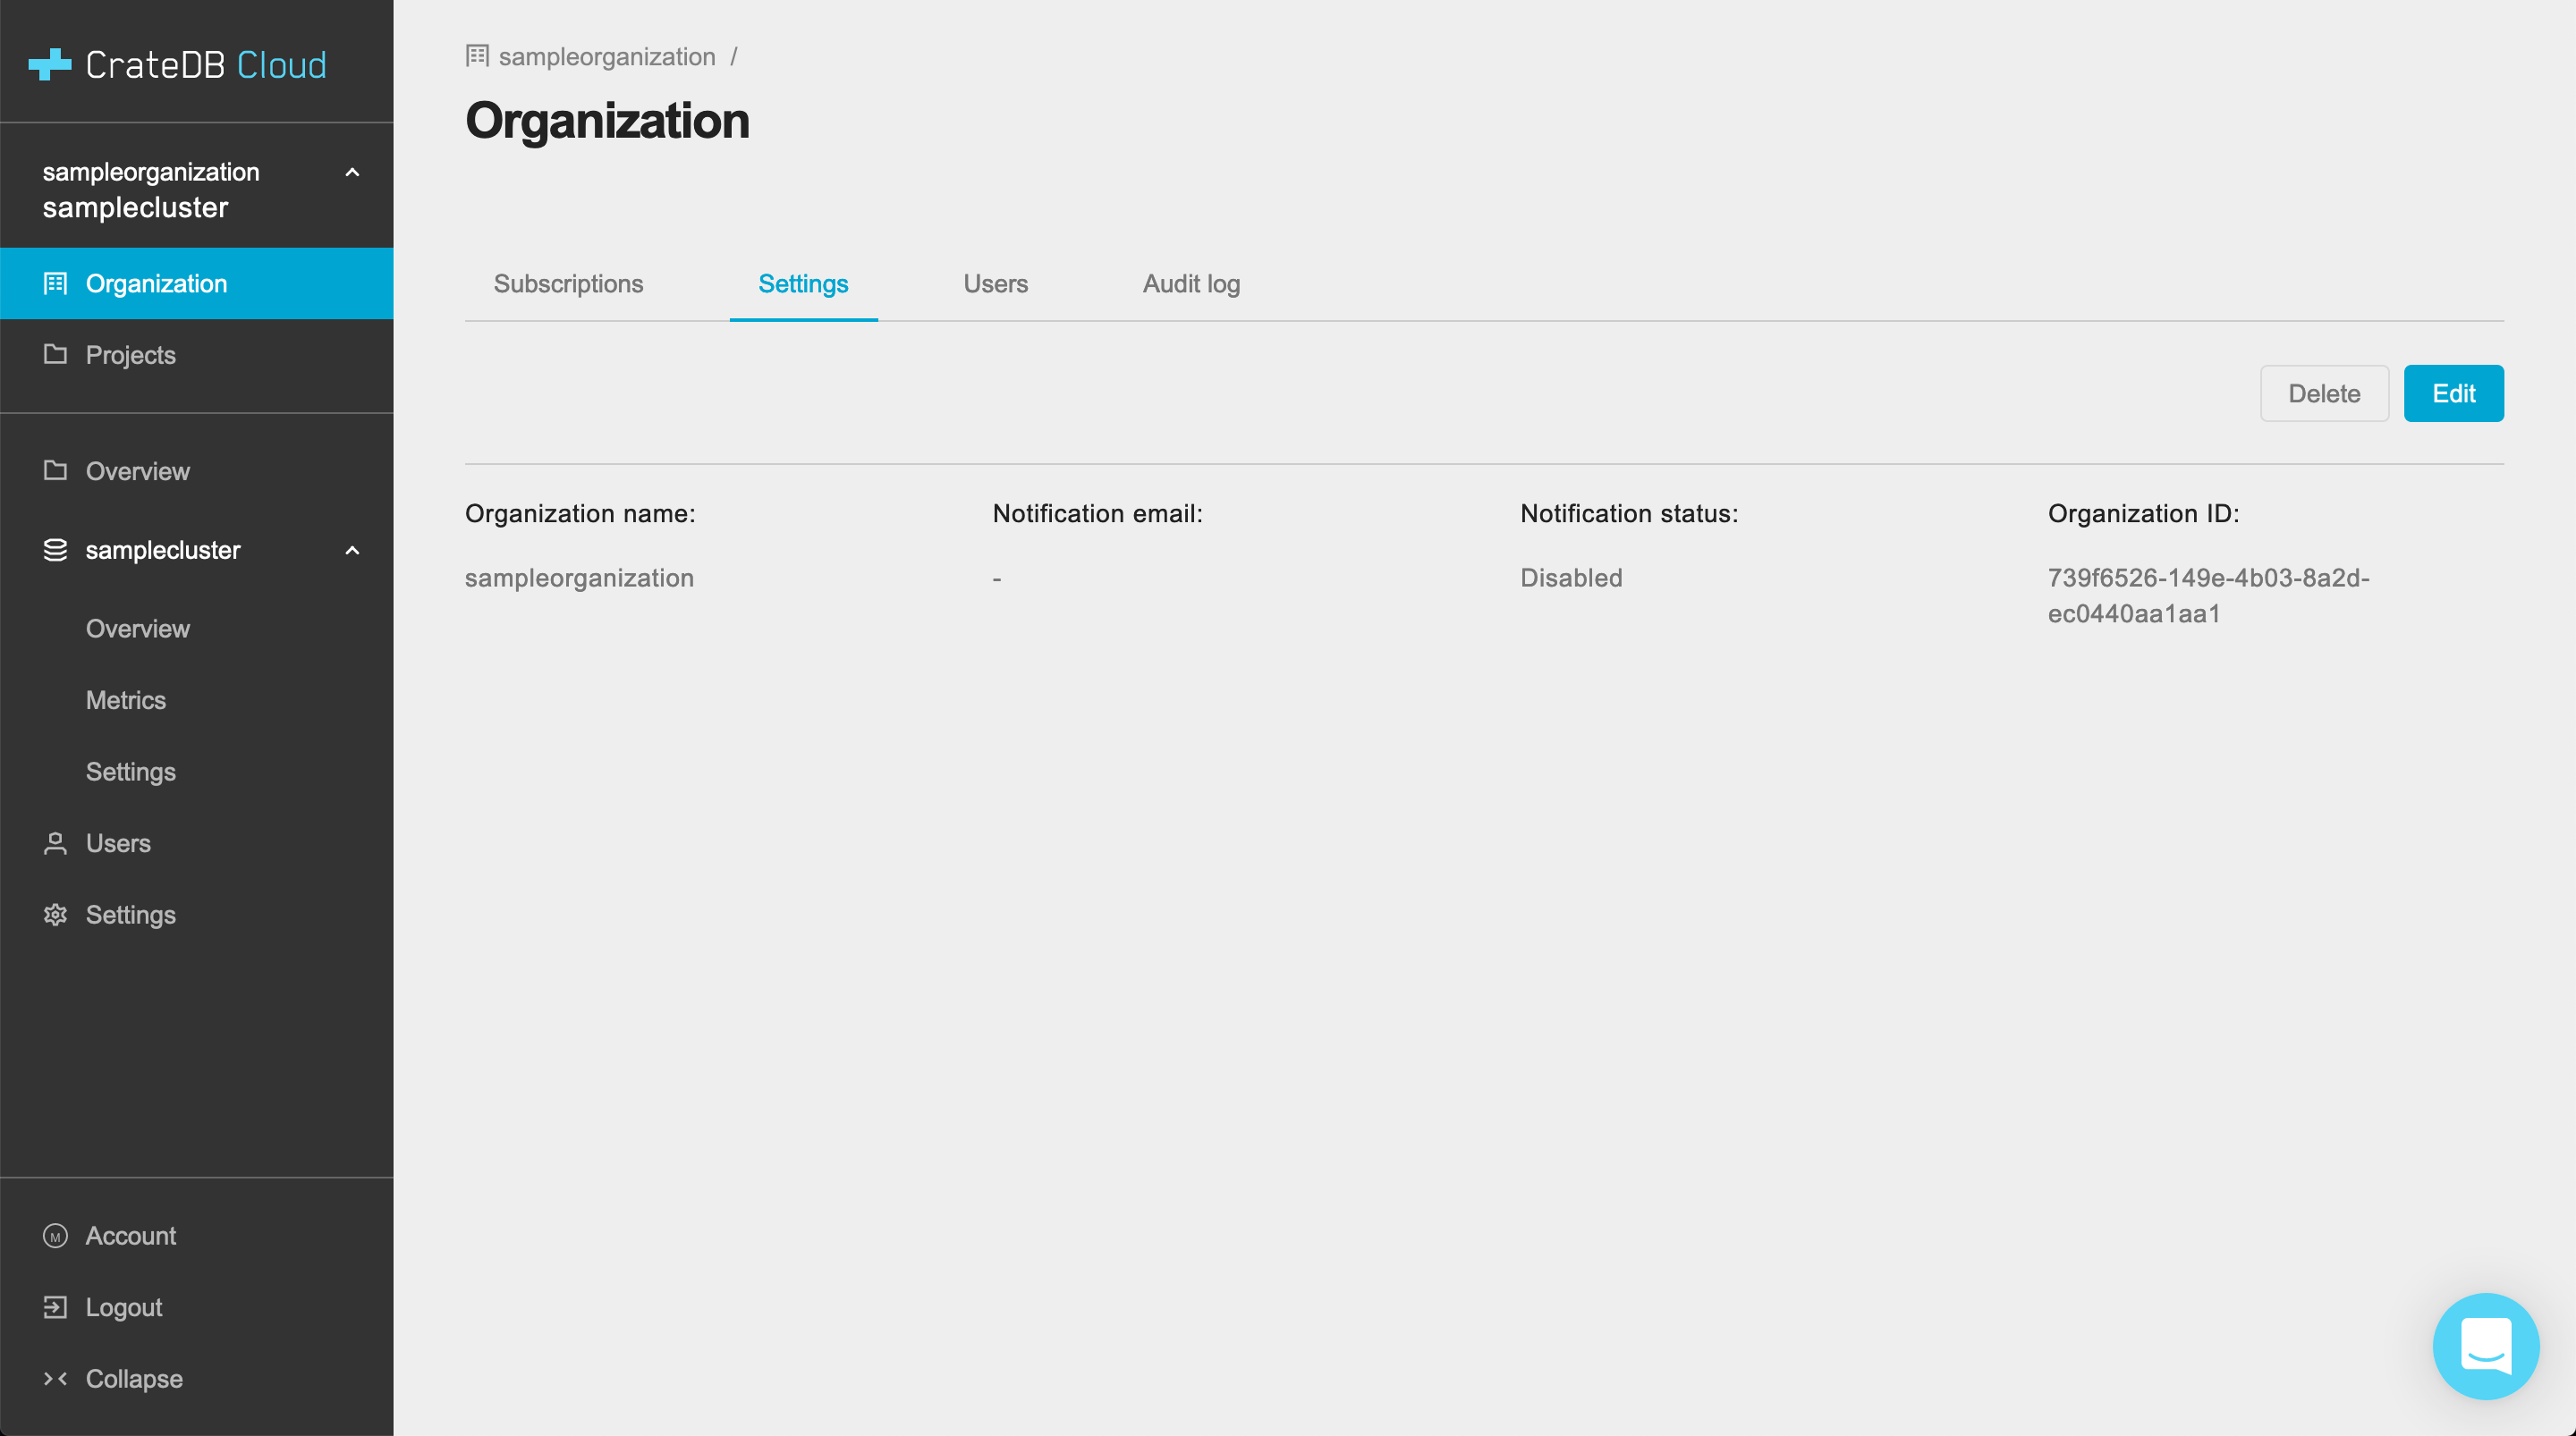 CrateDB Cloud
sampleorganization
samplecluster
Organization
Projects
Overview
samplecluster
Overview
Metrics
Settings
Users
Settings
M Account
Logout
Collapse
sampleorganization /
Organization
Subscriptions Settings Users Audit log
Delete Edit
Organization name: Notification email: Notification status: Organization ID:
sampleorganization - Disabled 739f6526-149e-4b03-8a2d-
ec0440aa1aa1